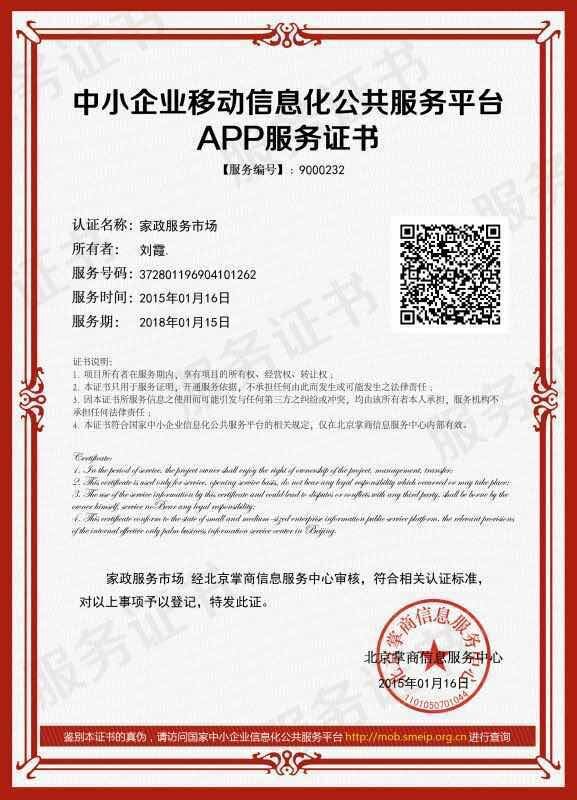 中小企业移动信息化公共服务平台
APP服务证书
【服务编号】:9000232
认证名称: 家政服务市场
所有者: 刘霞.
服务号码: 372801196904101262
服务时间: 2015年01月16日
服务期: 2018年01月15日
证书说明:
1. 项目所有者在服务期内，享有项目的所有权、经营权、转让权；
2. 本证书只用于服务证明，开通服务依据，不承担任何由此而发生或可能发生之法律责任；
3. 因本证书所服务信息之使用而可能引发与任何第三方之纠纷或冲突，均由该所有者本人承担，服务机构不
承担任何法律责任；
4. 本证书符合国家中小企业信息化公共服务平台的相关规定，仅在北京掌商信息服务中心内部有效。
Certificate:
1. In the period of service, the project owner shall enjoy the right of ownership of the project, management, transfer;
2. This certificate is used only for service, opening service basis, do not bear any legal responsibility which occurred or may take place;
3. The use of the service information by this certificate and could lead to disputes or conflicts with any third party, shall be borne by the
owner himself, service noBear any legal responsibility;
4. This certificate conform to the state of small and medium-sized enterprise information public service platform, the relevant provisions
of the internal effective only palm business information service center in Beijing.
家政服务市场 经北京掌商信息服务中心审核，符合相关认证标准，
对以上事项予以登记，特发此证。
北京掌商信息服务中心
北京掌商信息服务中心
2015年01月16日
1101050701044
鉴别本证书的真伪，请访问国家中小企业信息化公共服务平台 http://mob.smeip.org.cn 进行查询
服务证书
服务证书
服务证书
服务证书